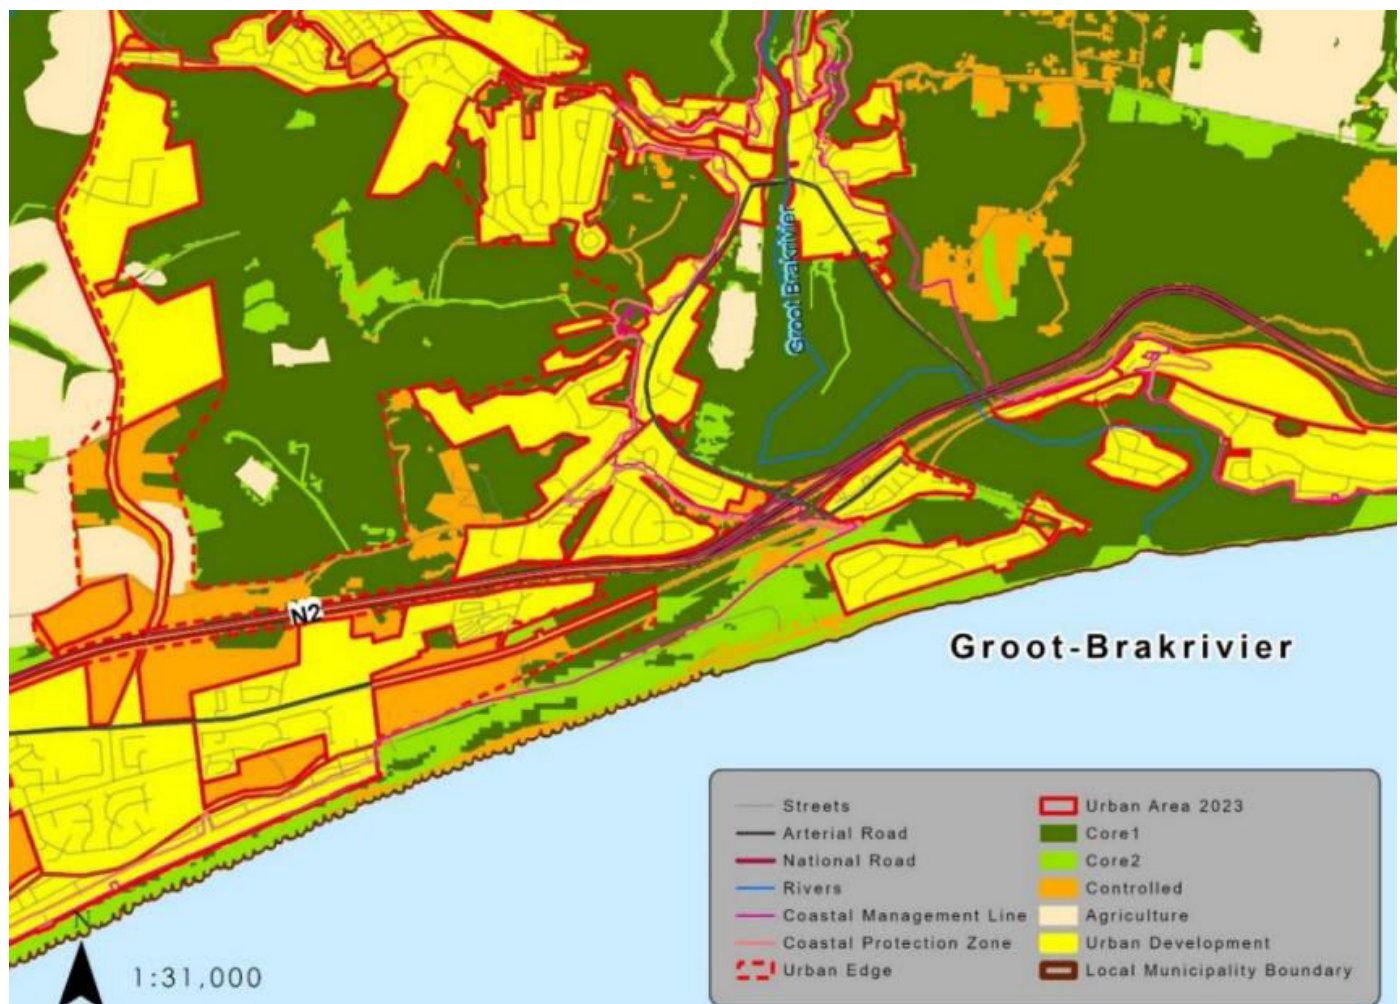 Groot Brakrivier
N2
Groot-Brakrivier
Streets
Arterial Road
National Road
Rivers
Coastal Management Line
Coastal Protection Zone
Urban Edge
Urban Area 2023
Core1
Core2
Controlled
Agriculture
Urban Development
Local Municipality Boundary
N
1:31,000